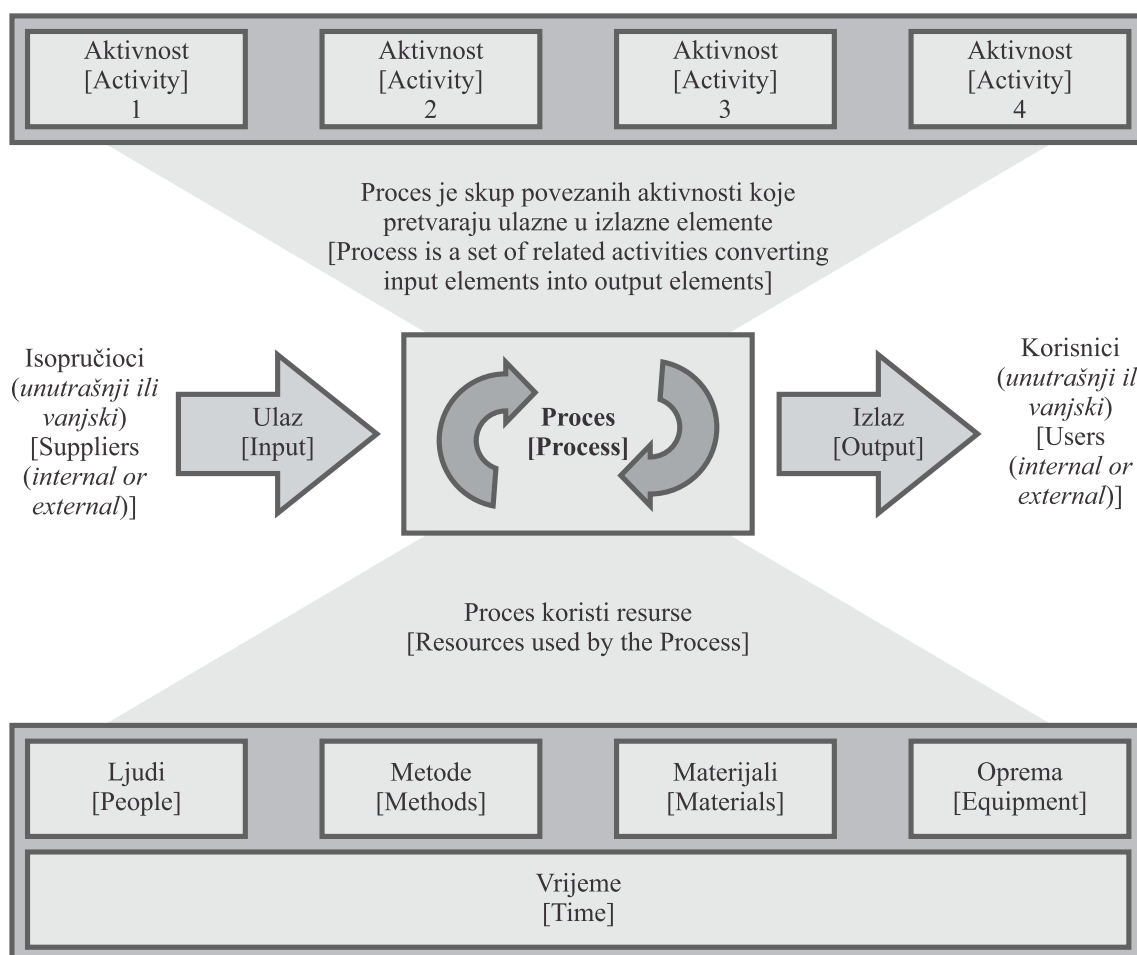 Aktivnost
[Activity]
1
Aktivnost
[Activity]
2
Aktivnost
[Activity]
3
Aktivnost
[Activity]
4
Proces je skup povezanih aktivnosti koje
pretvaraju ulazne u izlazne elemente
[Process is a set of related activities converting
input elements into output elements]
Isopručioci
(unutrašnji ili
vanjski)
[Suppliers
(internal or
external)]
Ulaz
[Input]
Proces
[Process]
Izlaz
[Output]
Korisnici
(unutrašnji il
vanjski)
[Users
(internal or
external)]
Proces koristi resurse
[Resources used by the Process]
Ljudi
[People]
Metode
[Methods]
Materijali
[Materials]
Oprema
[Equipment]
Vrijeme
[Time]